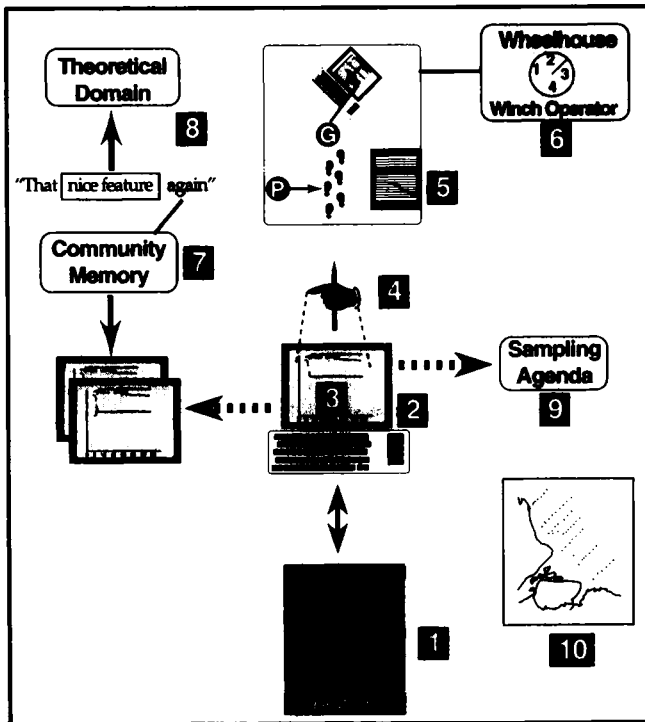 Theoretical
Domain
8
"That nice feature again"
Community
Memory
7
G
P
5
Wheelhouse
1 2 3
4
Winch Operator
6
4
3
2
Sampling
Agenda
9
1
10